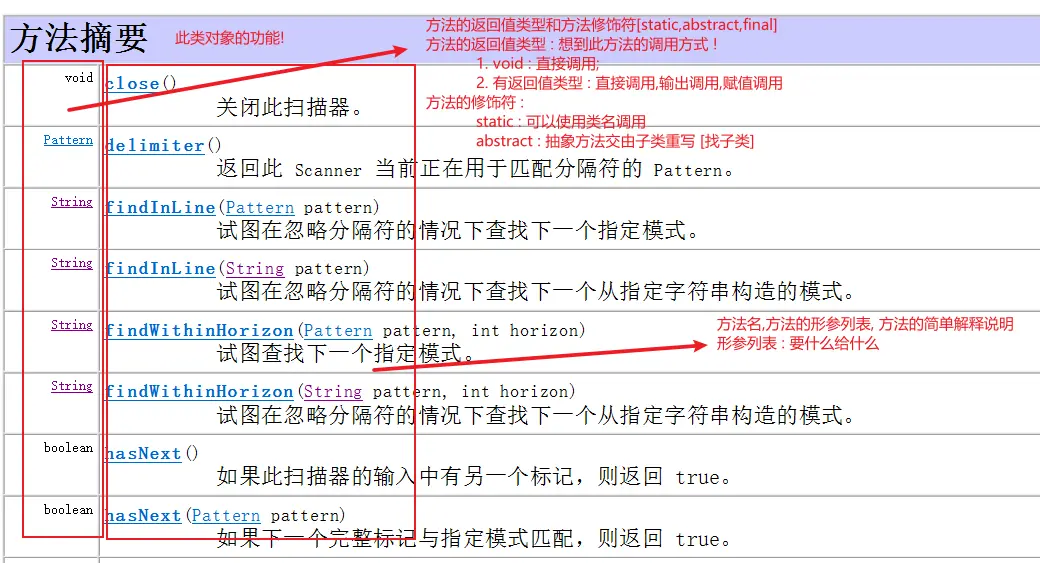 方法摘要
此类对象的功能!
方法的返回值类型和方法修饰符[static,abstract,final]
方法的返回值类型 : 想到此方法的调用方式 !
1. void : 直接调用;
2. 有返回值类型 : 直接调用,输出调用,赋值调用
方法的修饰符 :
static : 可以使用类名调用
abstract : 抽象方法交由子类重写 [找子类]
void close()
关闭此扫描器。
Pattern delimiter()
返回此 Scanner 当前正在用于匹配分隔符的 Pattern。
String findInLine(Pattern pattern)
试图在忽略分隔符的情况下查找下一个指定模式。
String findInLine(String pattern)
试图在忽略分隔符的情况下查找下一个从指定字符串构造的模式。
String findWithinHorizon(Pattern pattern, int horizon)
试图查找下一个指定模式。
方法名,方法的形参列表, 方法的简单解释说明
形参列表 : 要什么给什么
String findWithinHorizon(String pattern, int horizon)
试图在忽略分隔符的情况下查找下一个从指定字符串构造的模式。
boolean hasNext()
如果此扫描器的输入中有另一个标记，则返回 true。
boolean hasNext(Pattern pattern)
如果下一个完整标记与指定模式匹配，则返回 true。